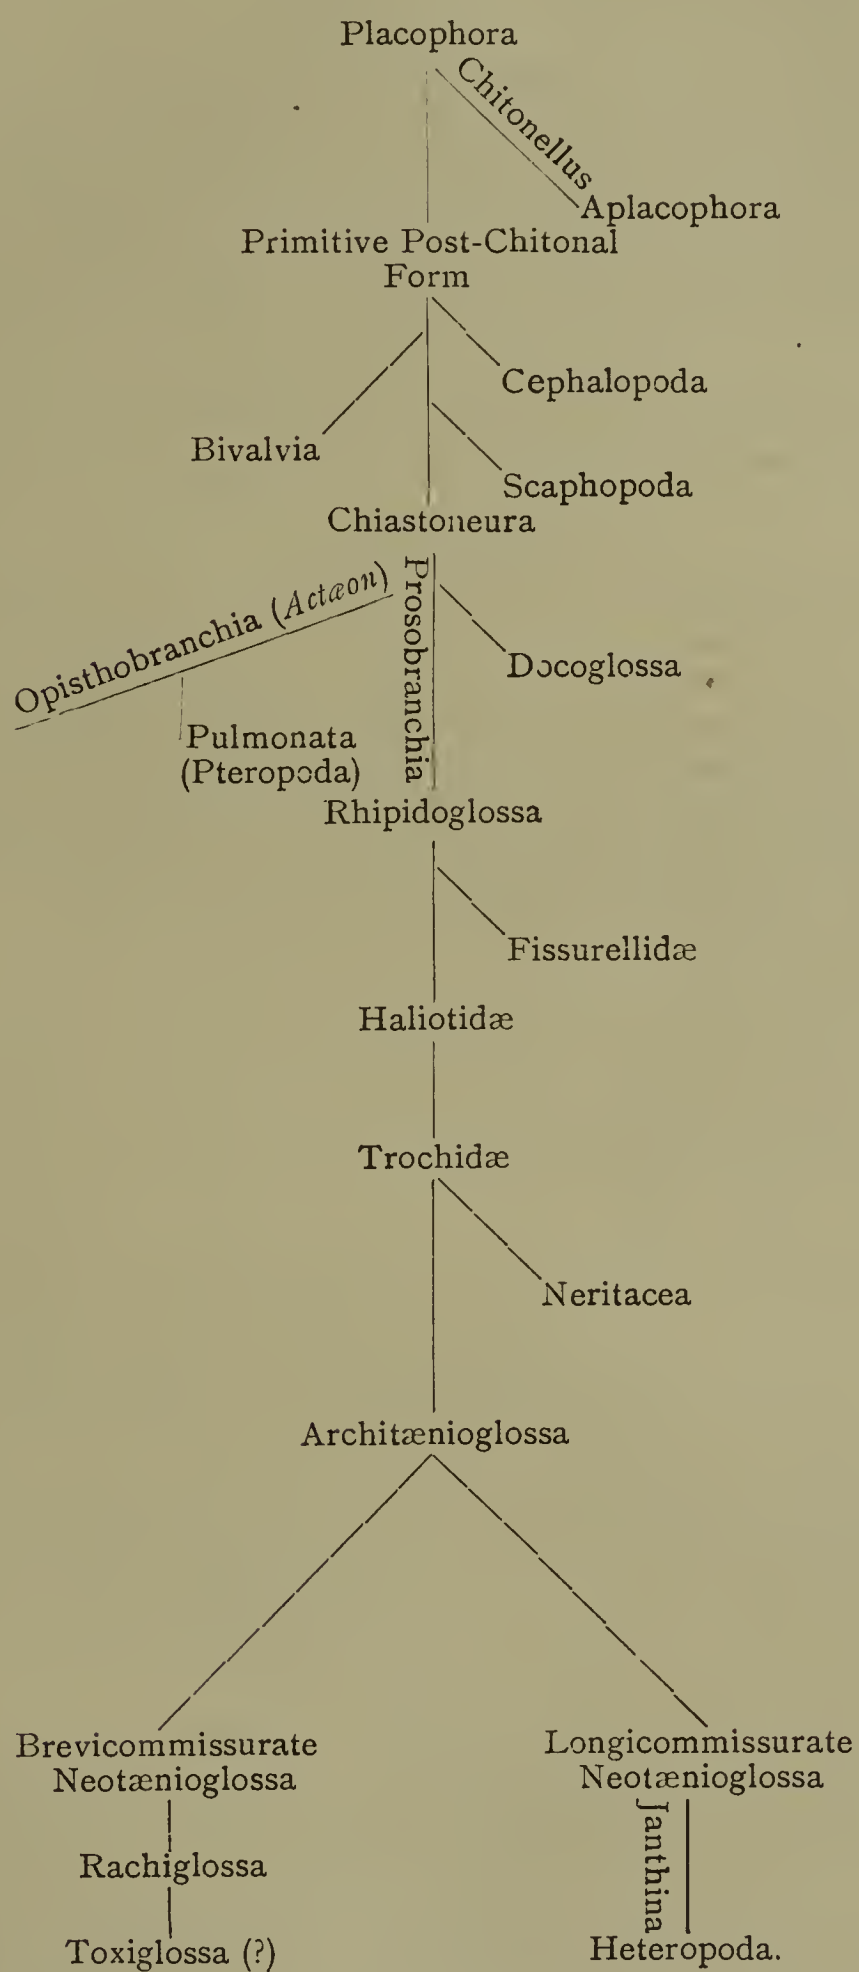 Placophora
Chitonellus
Aplacophora
Primitive Post-Chitonal
Form
Cephalopoda
Bivalvia
Scaphopoda
Chiastoneura
Opisthobranchia (Actæon)
Prosobranchia
Docoglossa
Pulmonata
(Pteropoda)
Rhipidoglossa
Fissurellidæ
Haliotidæ
Trochidæ
Neritacea
Architænioglossa
Brevicommissurate
Neotænioglossa
Longicommissurate
Neotænioglossa
Janthina
Rachiglossa
Toxiglossa (?)
Heteropoda.